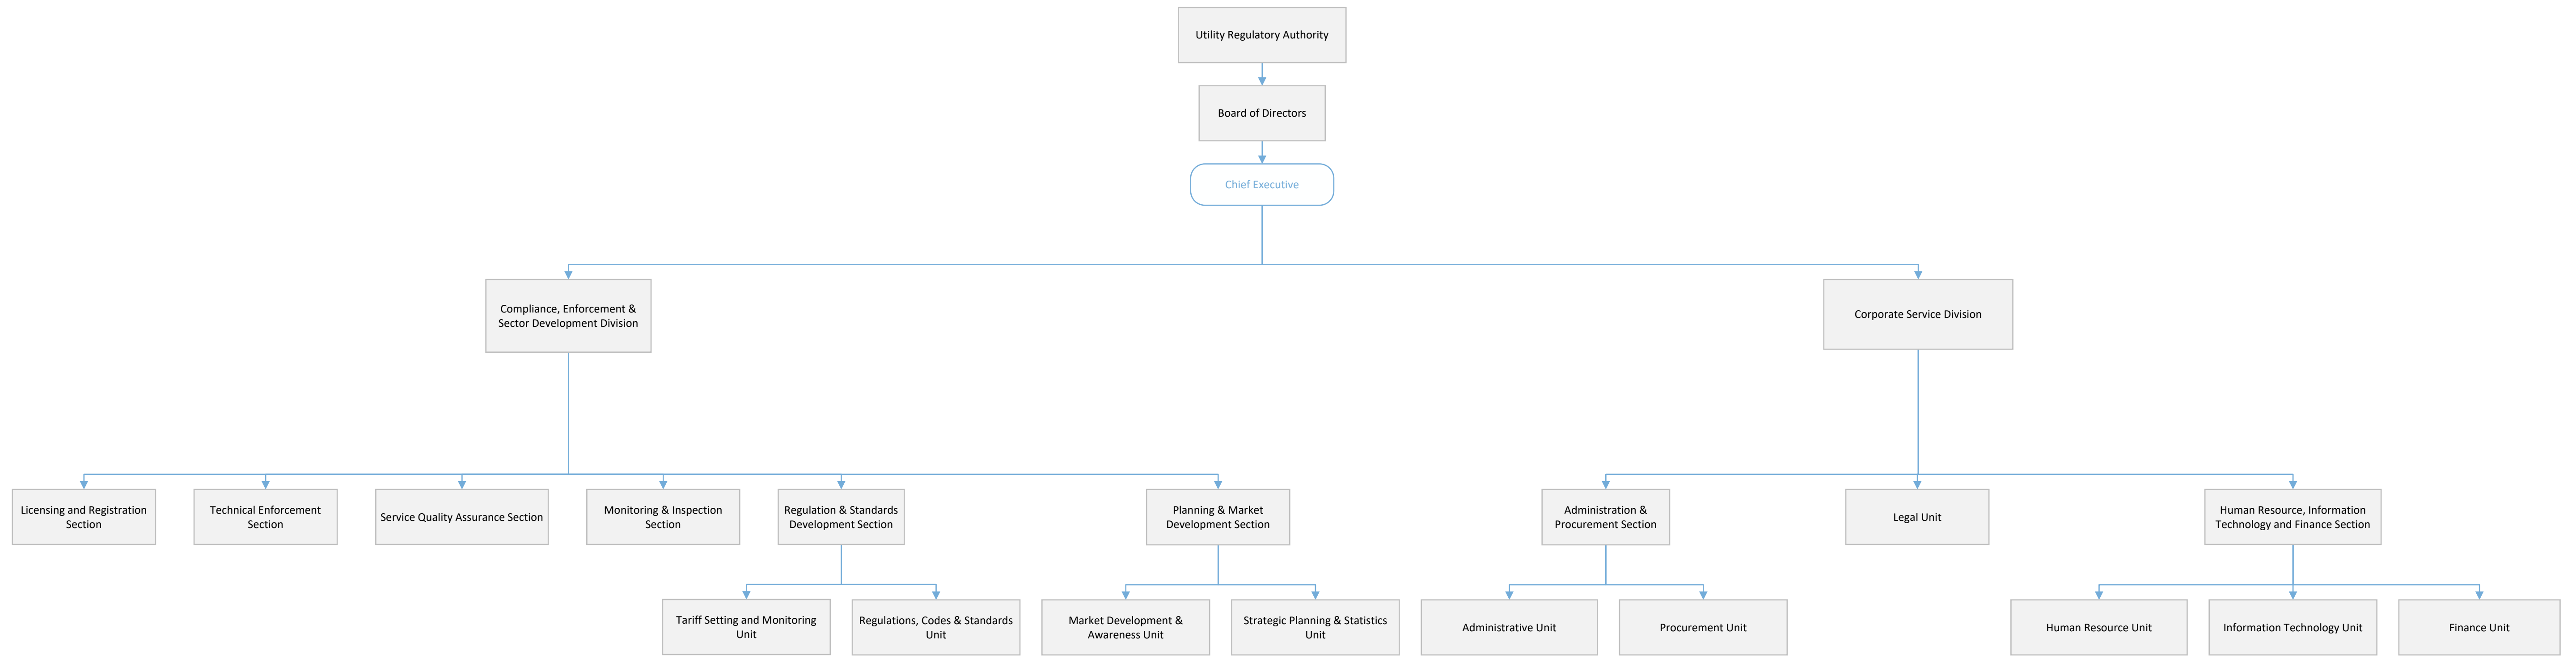 Utility Regulatory Authority
Board of Directors
Chief Executive
Compliance, Enforcement &
Sector Development Division
Corporate Service Division
Licensing and Registration
Section
Technical Enforcement
Section
Service Quality Assurance Section
Monitoring & Inspection
Section
Regulation & Standards
Development Section
Planning & Market
Development Section
Administration &
Procurement Section
Legal Unit
Human Resource, Information
Technology and Finance Section
Tariff Setting and Monitoring
Unit
Regulations, Codes & Standards
Unit
Market Development &
Awareness Unit
Strategic Planning & Statistics
Unit
Administrative Unit
Procurement Unit
Human Resource Unit
Information Technology Unit
Finance Unit